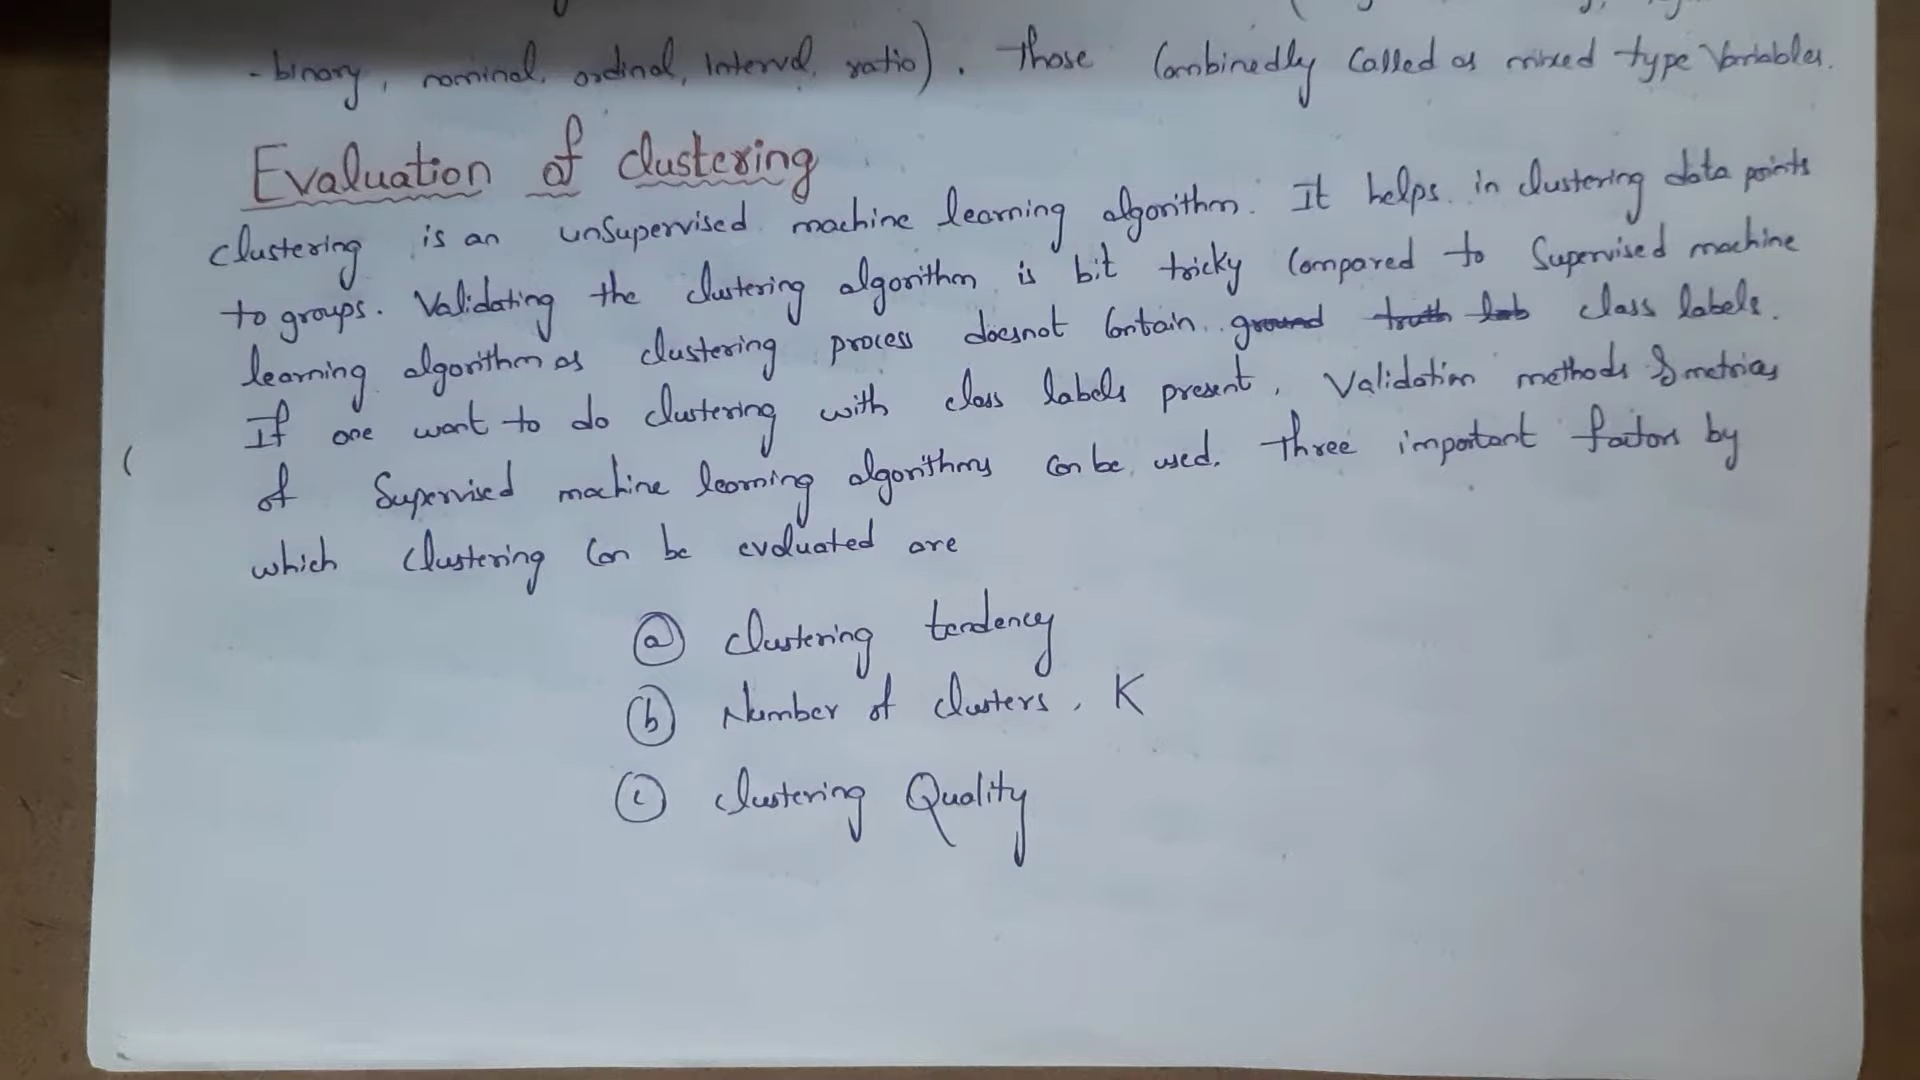 - binary, nominal, ordinal, interval, ratio). Those Combinedly Called as mixed type Variables.
Evaluation of clustering
Clustering is an unsupervised machine learning algorithm. It helps in clustering data points
to groups. Validating the clustering algorithm is bit tricky Compared to Supervised machine
learning algorithm as clustering process doesnot Contain ground truth lab class labels.
If one want to do clustering with class labels present, Validation methods & metrics
of Supervised machine learning algorithms can be used. Three important factors by
which Clustering Can be evaluated are
(a) Clustering tendency
(b) Number of clusters, K
(c) Clustering Quality